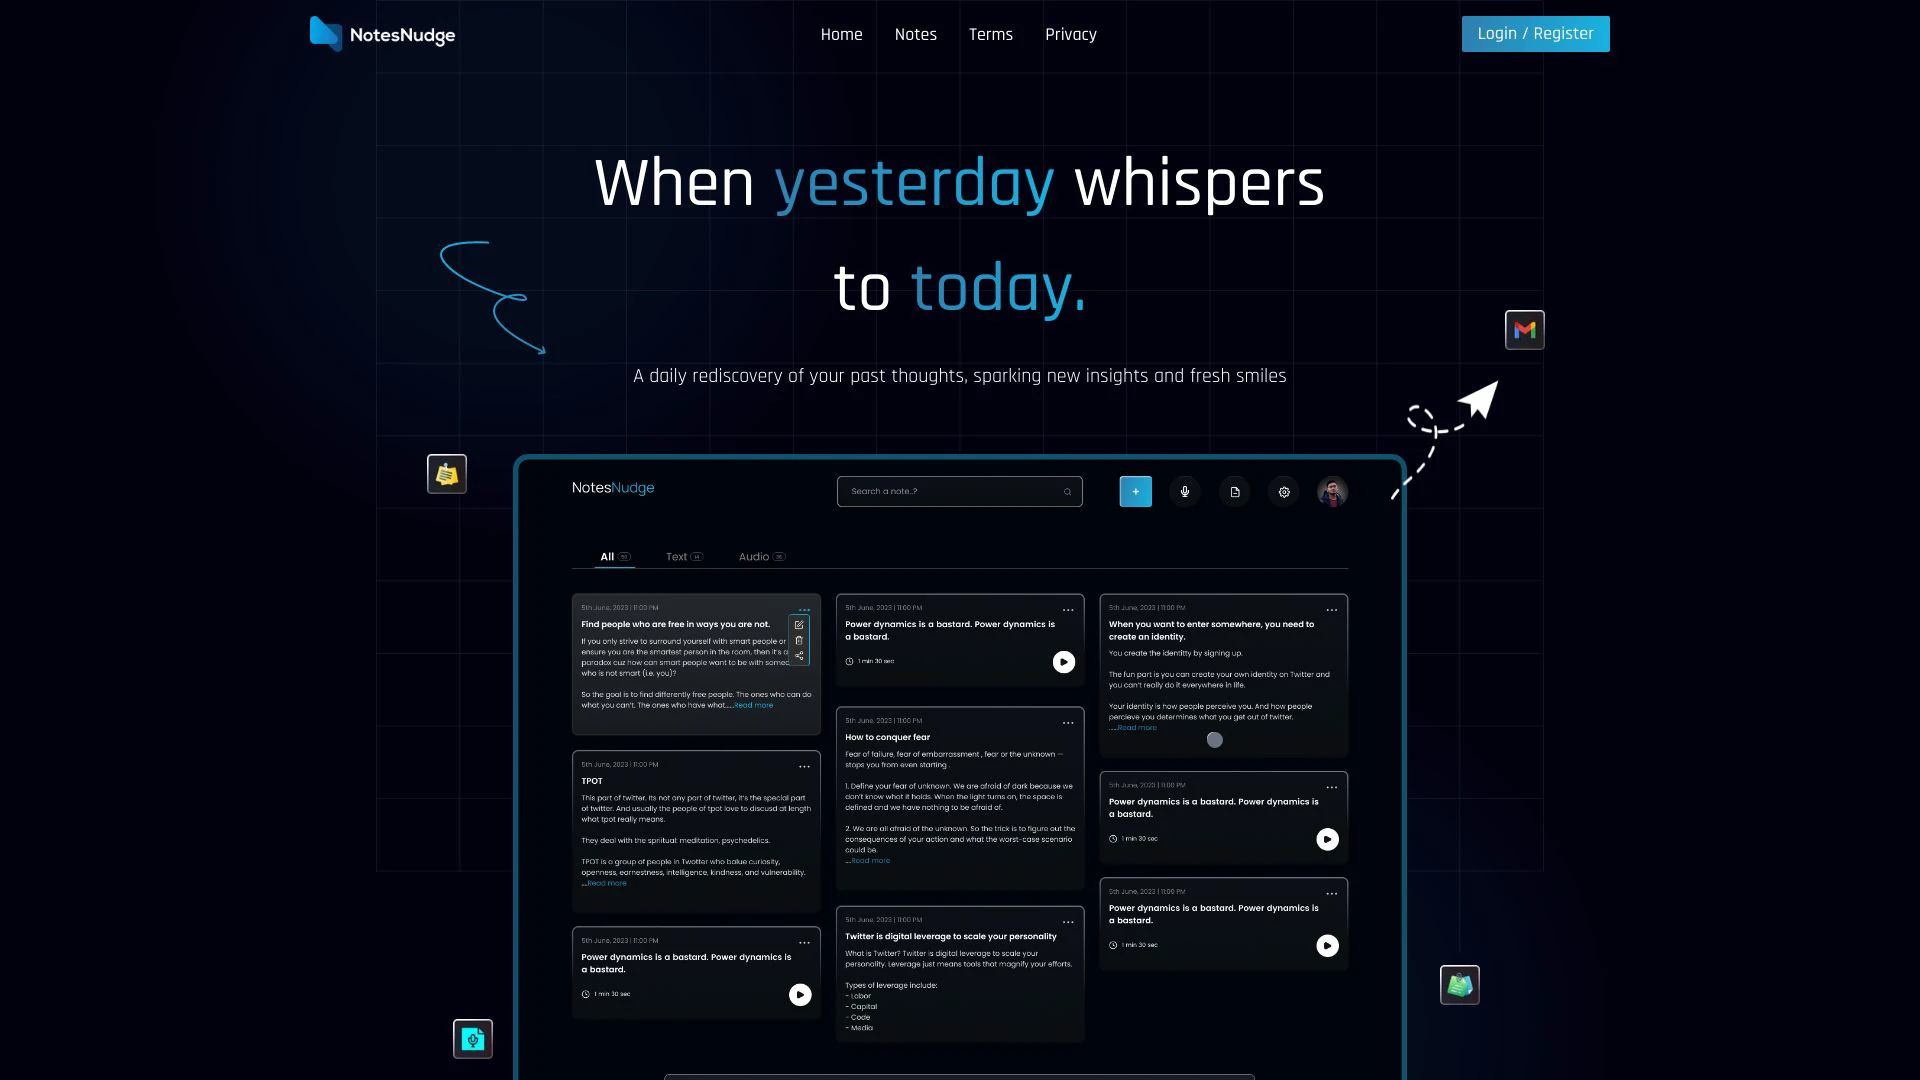 NotesNudge
Home
Notes
Terms
Privacy
Login / Register
When yesterday whispers
to today.
A daily rediscovery of your past thoughts, sparking new insights and fresh smiles
NotesNudge
Search a note..?
All
Text
Audio
5th June, 2023 | 11:00 PM
Find people who are free in ways you are not.
If you only strive to surround yourself with smart people or
ensure you are the smartest person in the room, then it's a
paradox cuz how can smart people want to be with someo
who is not smart (i.e. you)?
So the goal is to find differently free people. The ones who can do
what you can't. The ones who have what.....Read more
5th June, 2023 | 11:00 PM
TPOT
This part of twitter. Its not any part of twitter, it's the special part
of twitter. And usually the people of tpot love to discusd at length
what tpot really means.
They deal with the spriitual: meditation, psychedelics.
TPOT is a group of people in Twotter who balue curiosity,
openness, earnestness, intelligence, kindness, and vulnerability.
....Read more
5th June, 2023 | 11:00 PM
Power dynamics is a bastard. Power dynamics is
a bastard.
1 min 30 sec
5th June, 2023 | 11:00 PM
Power dynamics is a bastard. Power dynamics is
a bastard.
1 min 30 sec
5th June, 2023 | 11:00 PM
How to conquer fear
Fear of failure, fear of embarrassment , fear or the unknown —
stops you from even starting .
1. Define your fear of unknown. We are afraid of dark because we
don't know what it holds. When the light turns on, the space is
defined and we have nothing to be afraid of.
2. We are all afraid of the unknown. So the trick is to figure out the
consequences of your action and what the worst-case scenario
could be.
....Read more
5th June, 2023 | 11:00 PM
Twitter is digital leverage to scale your personality
What is Twitter? Twitter is digital leverage to scale your
personality. Leverage just means tools that magnify your efforts.
Types of leverage include:
- Labor
- Capital
- Code
- Media
5th June, 2023 | 11:00 PM
When you want to enter somewhere, you need to
create an identity.
You create the identitty by signing up.
The fun part is you can create your own identity on Twitter and
you can't really do it everywhere in life.
Your identity is how people perceive you. And how people
percieve you determines what you get out of twitter.
.....Read more
5th June, 2023 | 11:00 PM
Power dynamics is a bastard. Power dynamics is
a bastard.
1 min 30 sec
5th June, 2023 | 11:00 PM
Power dynamics is a bastard. Power dynamics is
a bastard.
1 min 30 sec